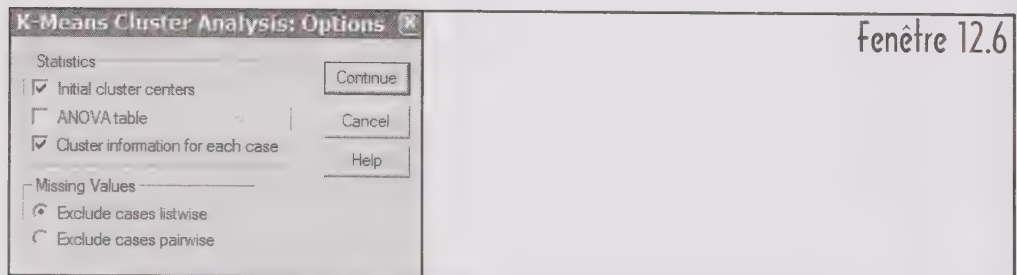 K-Means Cluster Analysis: Options
Fenêtre 12.6
Statistics
Initial cluster centers
ANOVA table
Cluster information for each case
Continue
Cancel
Help
Missing Values
Exclude cases listwise
Exclude cases pairwise